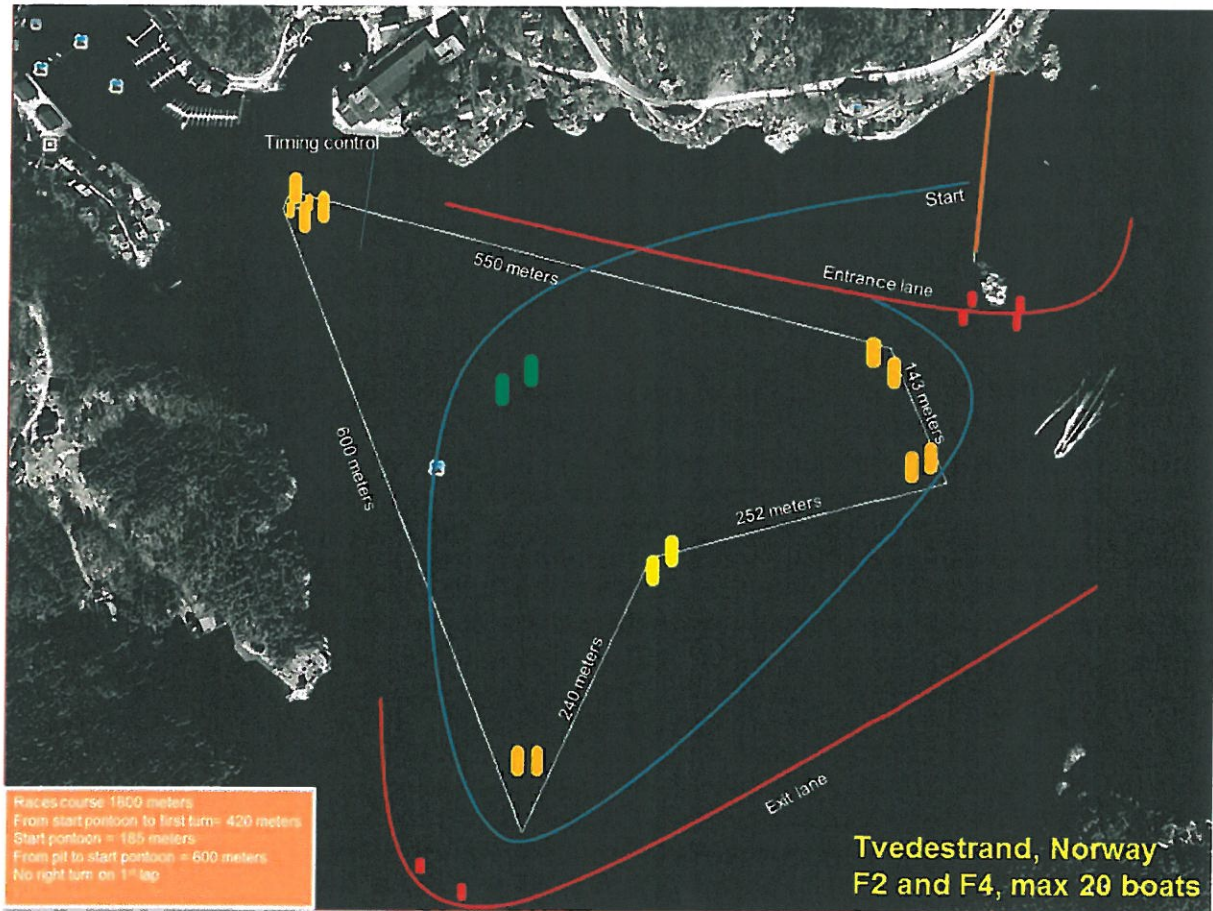 Timing control
Start
550 meters
Entrance lane
143 meters
600 meters
252 meters
240 meters
Exit lane
Races course 1800 meters
From start pontoon to first turn= 420 meters
Start pontoon = 185 meters
From pit to start pontoon = 600 meters
No right turn on 1st lap
Tvedestrand, Norway
F2 and F4, max 20 boats